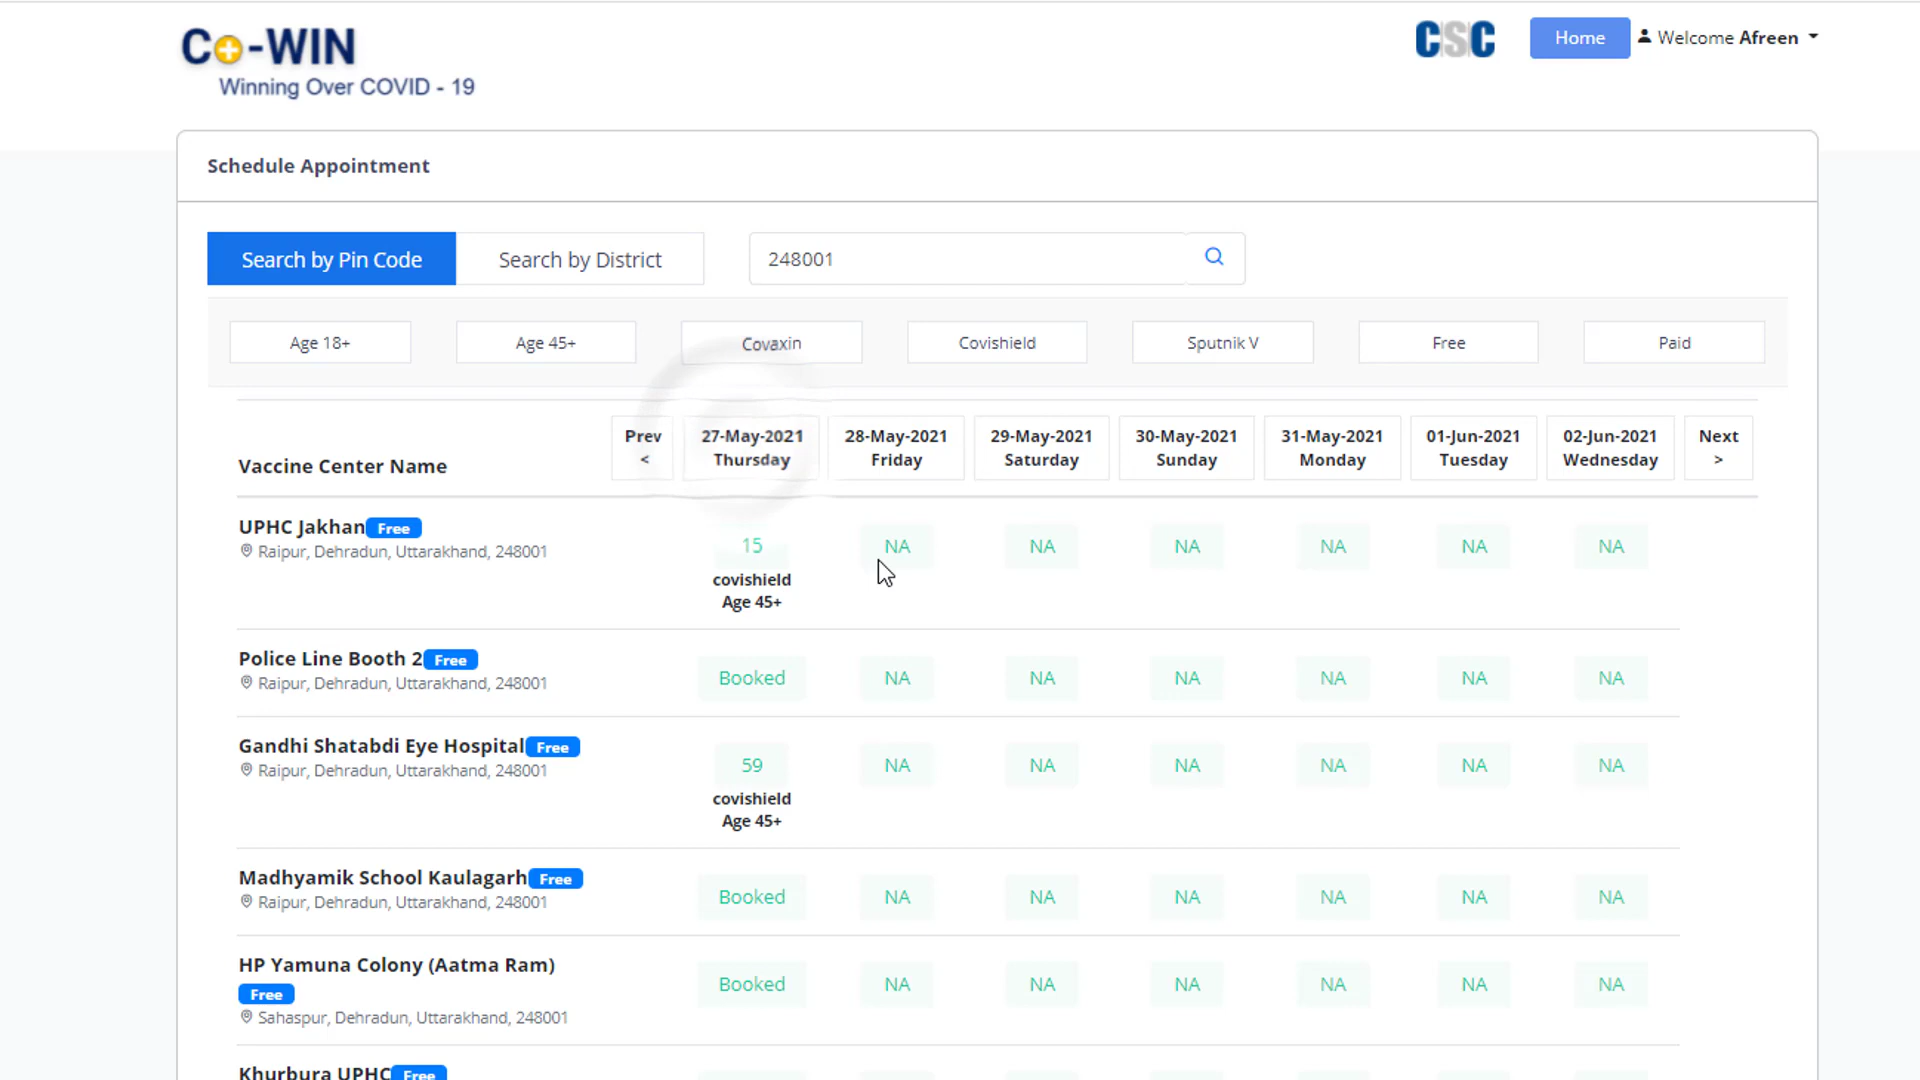 Co-WIN
Winning Over COVID - 19
CSC
Home
Welcome Afreen
Schedule Appointment
Search by Pin Code
Search by District
248001
Age 18+
Age 45+
Covaxin
Covishield
Sputnik V
Free
Paid
Vaccine Center Name
Prev
<
27-May-2021
Thursday
28-May-2021
Friday
29-May-2021
Saturday
30-May-2021
Sunday
31-May-2021
Monday
01-Jun-2021
Tuesday
02-Jun-2021
Wednesday
Next
>
UPHC Jakhan Free
Raipur, Dehradun, Uttarakhand, 248001
15 NA NA NA NA NA NA
covishield
Age 45+
Police Line Booth 2 Free
Raipur, Dehradun, Uttarakhand, 248001
Booked NA NA NA NA NA NA
Gandhi Shatabdi Eye Hospital Free
Raipur, Dehradun, Uttarakhand, 248001
59 NA NA NA NA NA NA
covishield
Age 45+
Madhyamik School Kaulagarh Free
Raipur, Dehradun, Uttarakhand, 248001
Booked NA NA NA NA NA NA
HP Yamuna Colony (Aatma Ram)
Free
Sahaspur, Dehradun, Uttarakhand, 248001
Booked NA NA NA NA NA NA
Khurbura UPHC Free